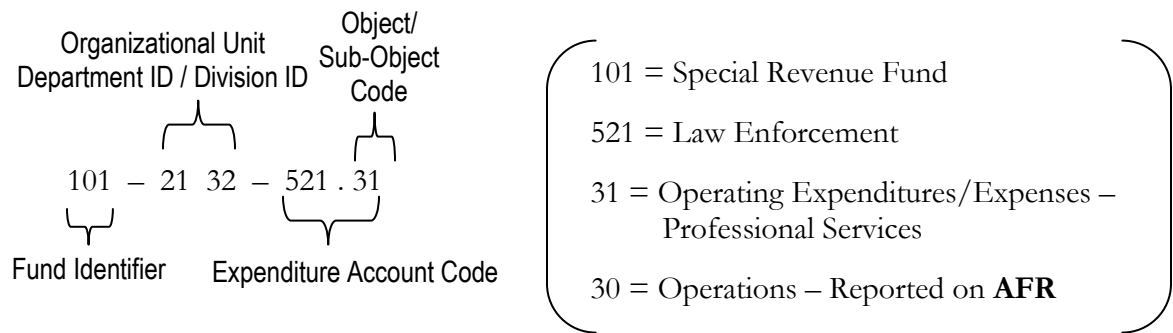 Organizational Unit
Department ID / Division ID
Object/
Sub-Object
Code
101 – 21 32 – 521 . 31
Fund Identifier
Expenditure Account Code
101 = Special Revenue Fund
521 = Law Enforcement
31 = Operating Expenditures/Expenses –
Professional Services
30 = Operations – Reported on AFR